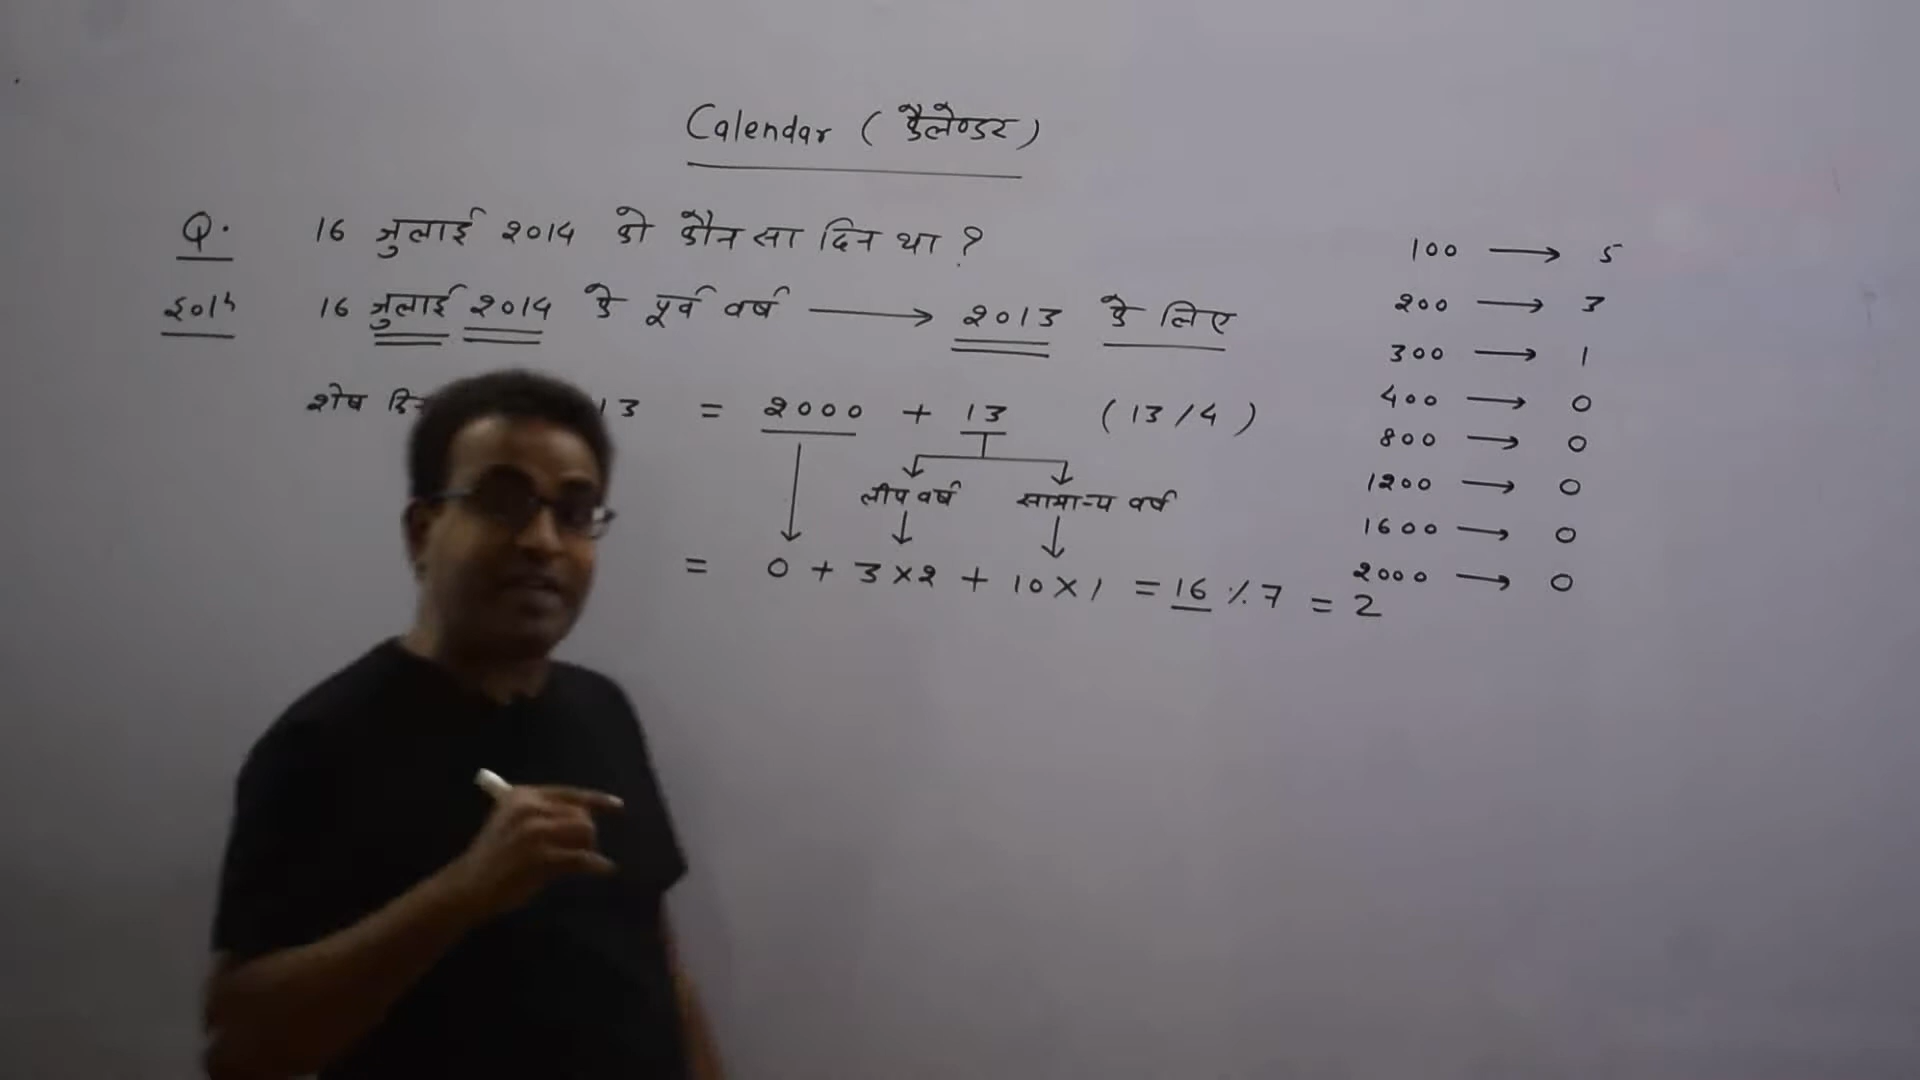 Calendar ( कैलेण्डर )
Q. 16 जुलाई 2014 को कौन सा दिन था ?
Solⁿ 16 जुलाई 2014 के पूर्व वर्ष ⟶ 2013 के लिए
शेष 13 = 2000 + 13 ( 13 / 4 )
लीप वर्ष सामान्य वर्ष
= 0 + 3 × 2 + 10 × 1 = 16 % 7 = 2
100 ⟶ 5
200 ⟶ 3
300 ⟶ 1
400 ⟶ 0
800 ⟶ 0
1200 ⟶ 0
1600 ⟶ 0
2000 ⟶ 0